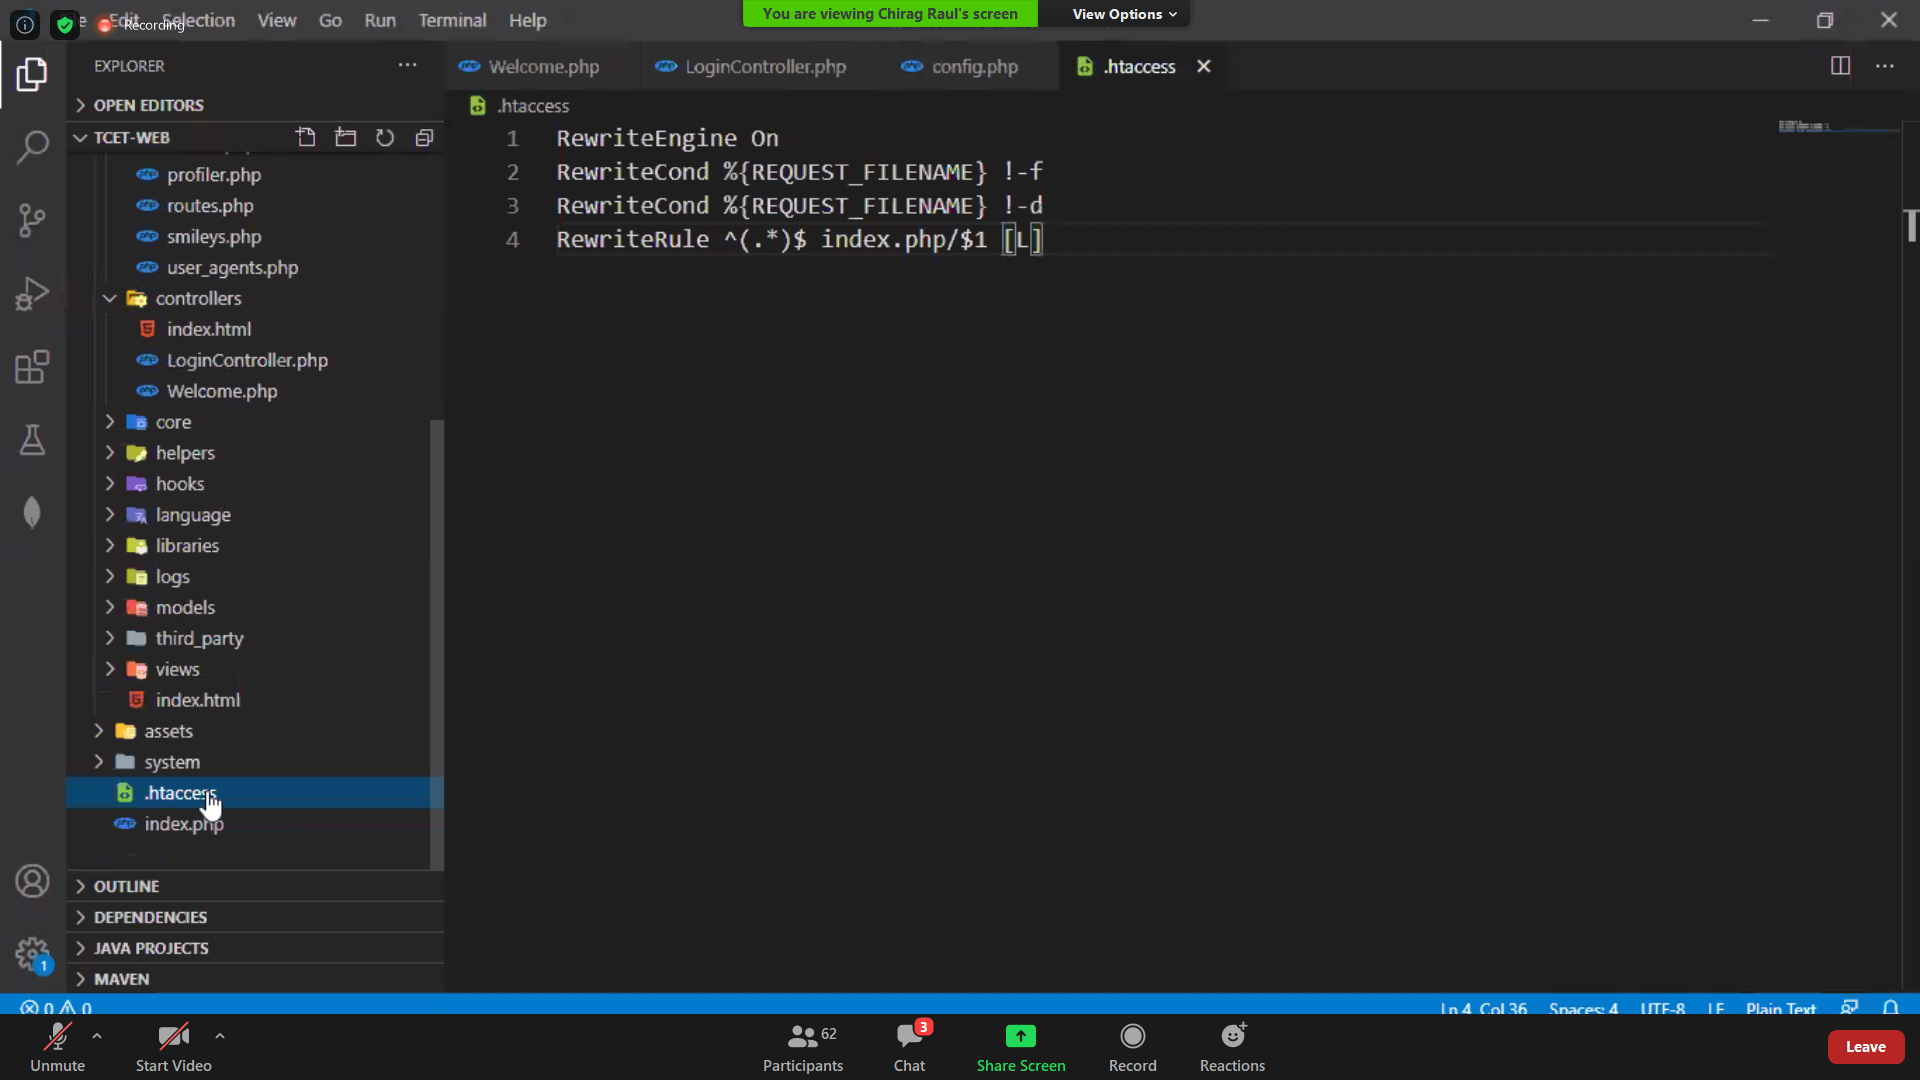 Edit Selection View Go Run Terminal Help
Recording
You are viewing Chirag Raul's screen View Options
EXPLORER
OPEN EDITORS
TCET-WEB
profiler.php
routes.php
smileys.php
user_agents.php
controllers
index.html
LoginController.php
Welcome.php
core
helpers
hooks
language
libraries
logs
models
third_party
views
index.html
assets
system
.htaccess
index.php
OUTLINE
DEPENDENCIES
JAVA PROJECTS
MAVEN
Welcome.php LoginController.php config.php .htaccess
.htaccess
1 RewriteEngine On
2 RewriteCond %{REQUEST_FILENAME} !-f
3 RewriteCond %{REQUEST_FILENAME} !-d
4 RewriteRule ^(.*)$ index.php/$1 [L]
1
0 0 Ln 4, Col 36 Spaces: 4 UTF-8 LF Plain Text
62 3
Unmute Start Video Participants Chat Share Screen Record Reactions Leave